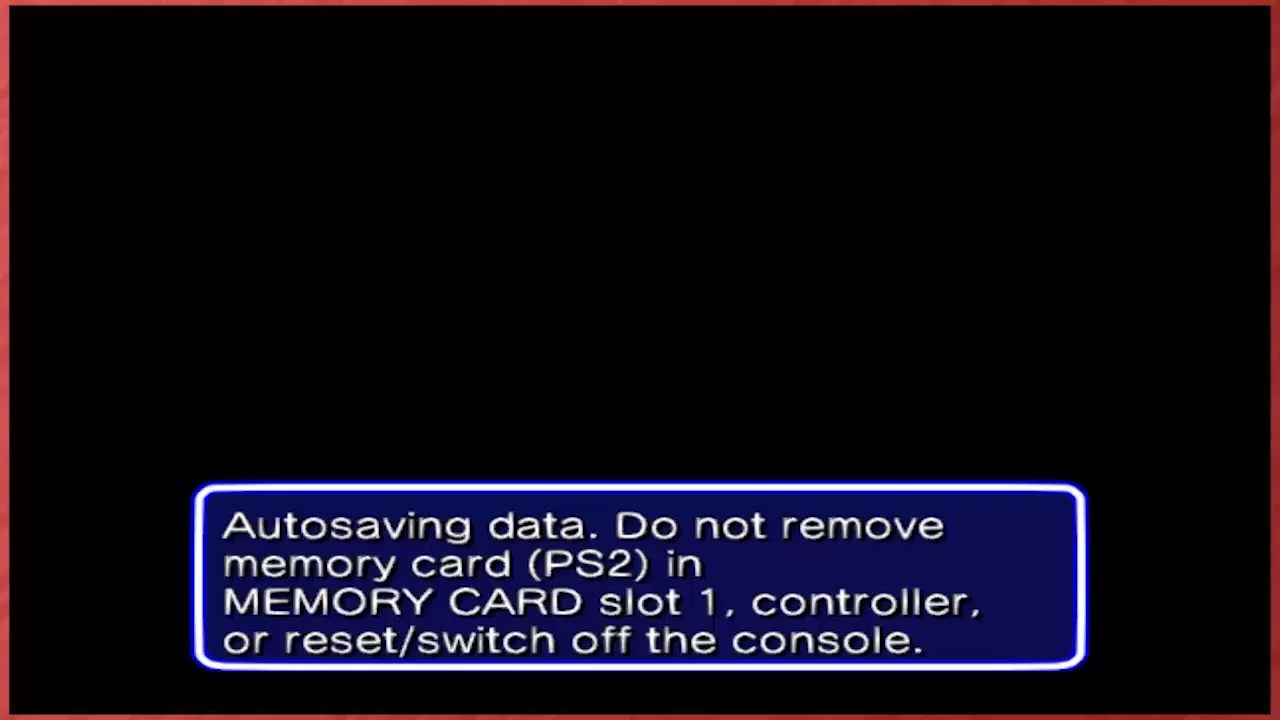 Autosaving data. Do not remove
memory card (PS2) in
MEMORY CARD slot 1, controller,
or reset/switch off the console.